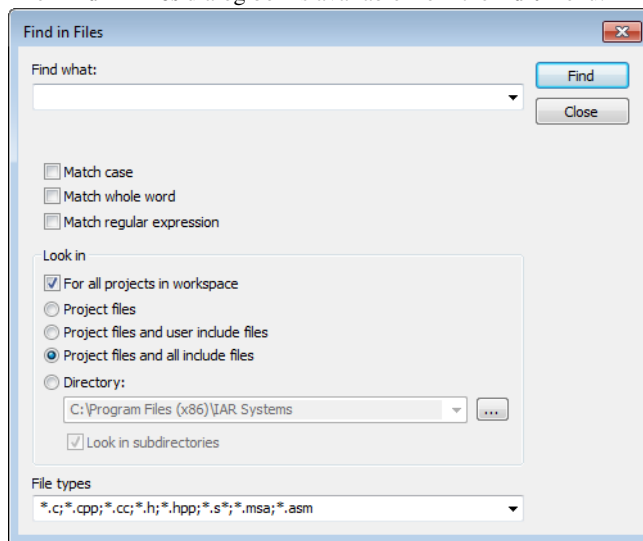 Find in Files
Find what:
Find
Close
Match case
Match whole word
Match regular expression
Look in
For all projects in workspace
Project files
Project files and user include files
Project files and all include files
Directory:
C:\Program Files (x86)\IAR Systems
...
Look in subdirectories
File types
*.c;*.cpp;*.cc;*.h;*.hpp;*.s*;*.msa;*.asm